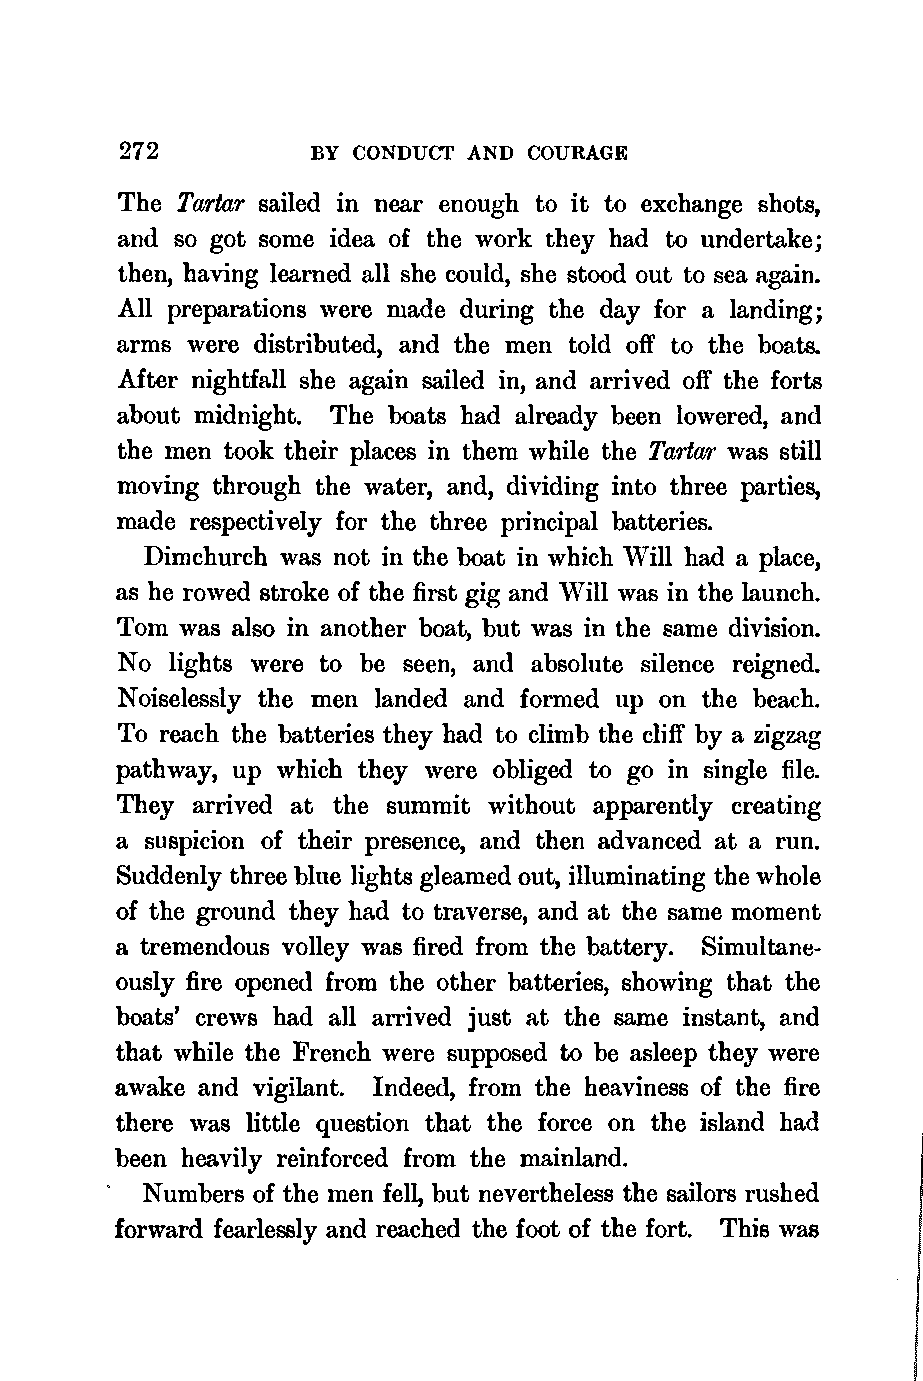 272 BY CONDUCT AND COURAGE
The Tartar sailed in near enough to it to exchange shots,
and so got some idea of the work they had to undertake;
then, having learned all she could, she stood out to sea again.
All preparations were made during the day for a landing;
arms were distributed, and the men told off to the boats.
After nightfall she again sailed in, and arrived off the forts
about midnight. The boats had already been lowered, and
the men took their places in them while the Tartar was still
moving through the water, and, dividing into three parties,
made respectively for the three principal batteries.
Dimchurch was not in the boat in which Will had a place,
as he rowed stroke of the first gig and Will was in the launch.
Tom was also in another boat, but was in the same division.
No lights were to be seen, and absolute silence reigned.
Noiselessly the men landed and formed up on the beach.
To reach the batteries they had to climb the cliff by a zigzag
pathway, up which they were obliged to go in single file.
They arrived at the summit without apparently creating
a suspicion of their presence, and then advanced at a run.
Suddenly three blue lights gleamed out, illuminating the whole
of the ground they had to traverse, and at the same moment
a tremendous volley was fired from the battery. Simultane-
ously fire opened from the other batteries, showing that the
boats' crews had all arrived just at the same instant, and
that while the French were supposed to be asleep they were
awake and vigilant. Indeed, from the heaviness of the fire
there was little question that the force on the island had
been heavily reinforced from the mainland.
Numbers of the men fell, but nevertheless the sailors rushed
forward fearlessly and reached the foot of the fort. This was